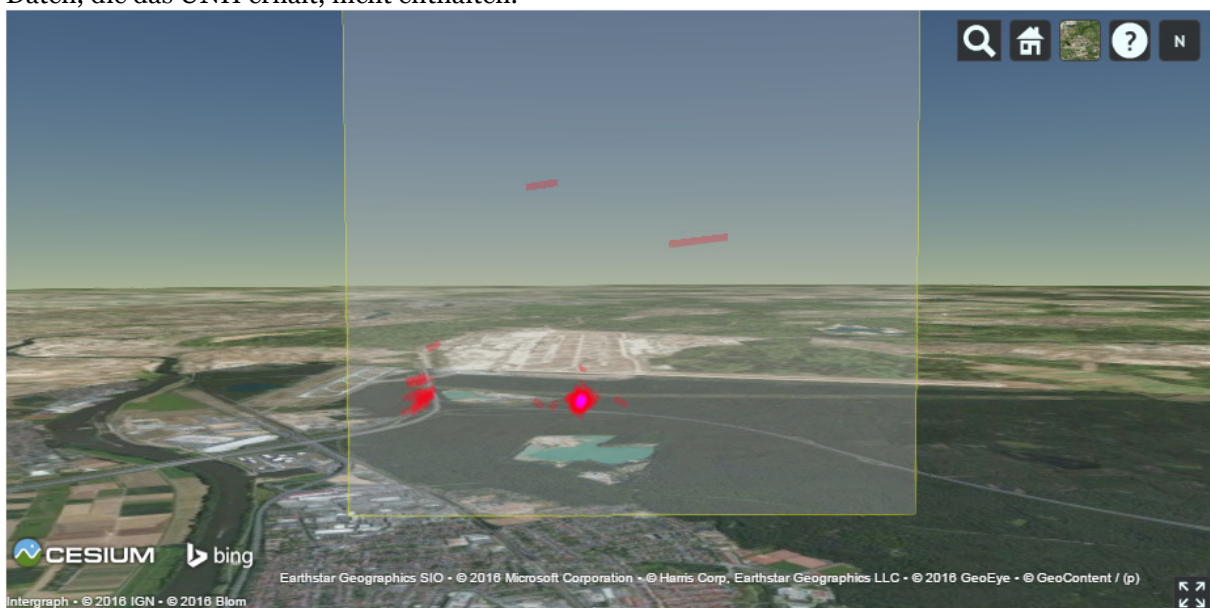 Daten, die das UNH erhält, nicht enthalten.
?
N
CESIUM
bing
Earthstar Geographics SIO • © 2016 Microsoft Corporation • © Harris Corp, Earthstar Geographics LLC • © 2016 GeoEye • © GeoContent / (p)
Intergraph • © 2016 IGN • © 2016 Blom